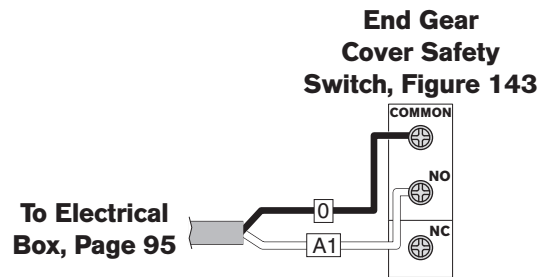 End Gear
Cover Safety
Switch, Figure 143
COMMON
NO
To Electrical
Box, Page 95
0
A1
NC